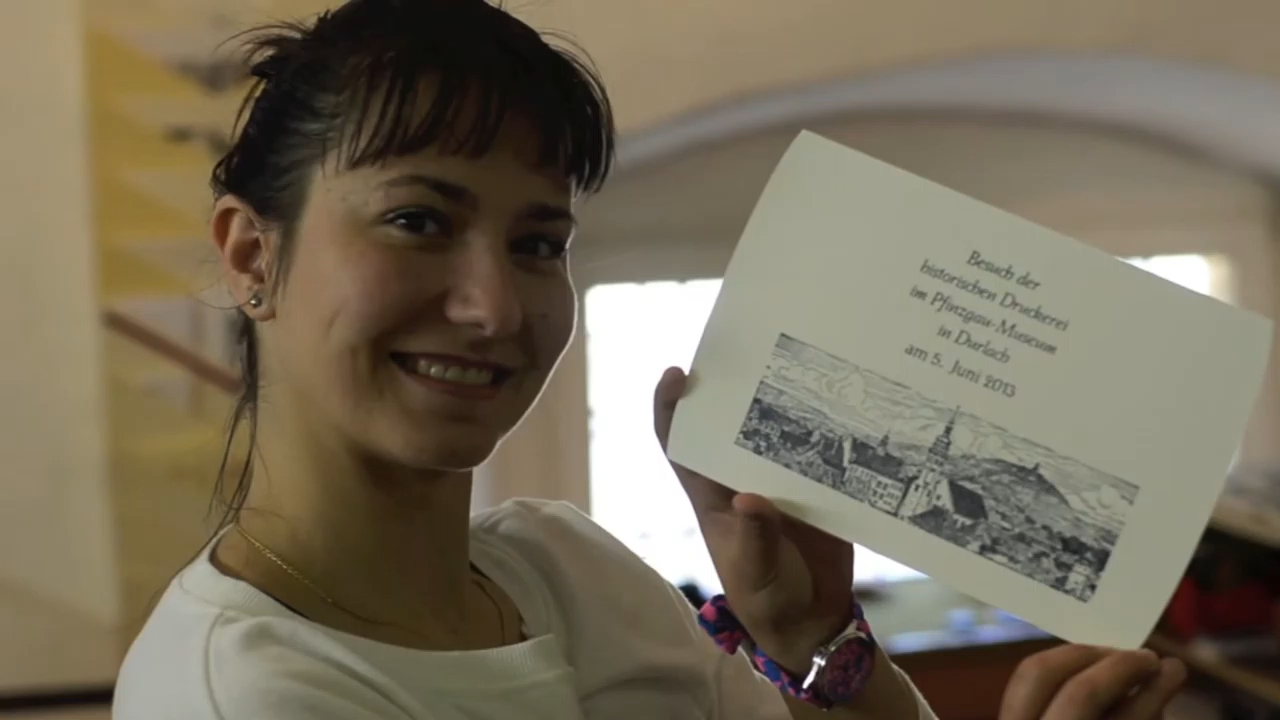 Besuch der
historischen Druckerei
im Pfinzgau-Museum
in Durlach
am 5. Juni 2013